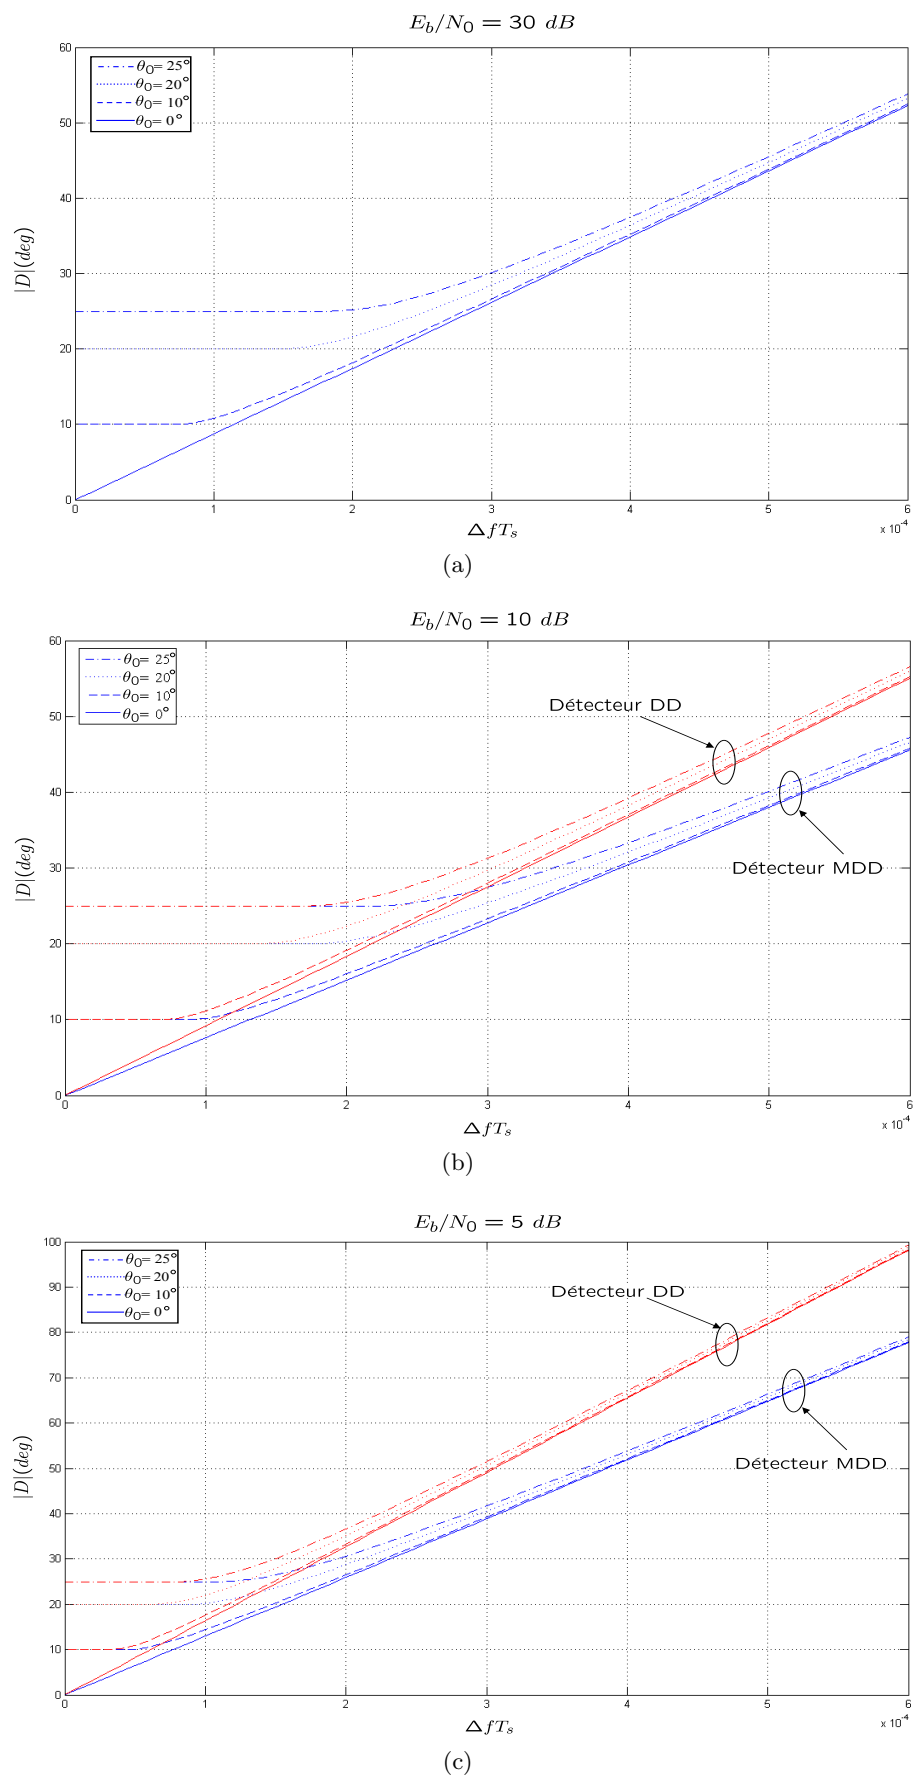 E_b/N_0 = 30 dB
60
50
40
30
20
10
0
|D|(deg)
θ_0= 25°
θ_0= 20°
θ_0= 10°
θ_0= 0°
0 1 2 3 4 5 6
x 10^-4
ΔfT_s
(a)
E_b/N_0 = 10 dB
60
50
40
30
20
10
0
|D|(deg)
θ_0= 25°
θ_0= 20°
θ_0= 10°
θ_0= 0°
Détecteur DD
Détecteur MDD
0 1 2 3 4 5 6
x 10^-4
ΔfT_s
(b)
E_b/N_0 = 5 dB
100
90
80
70
60
50
40
30
20
10
0
|D|(deg)
θ_0= 25°
θ_0= 20°
θ_0= 10°
θ_0= 0°
Détecteur DD
Détecteur MDD
0 1 2 3 4 5 6
x 10^-4
ΔfT_s
(c)